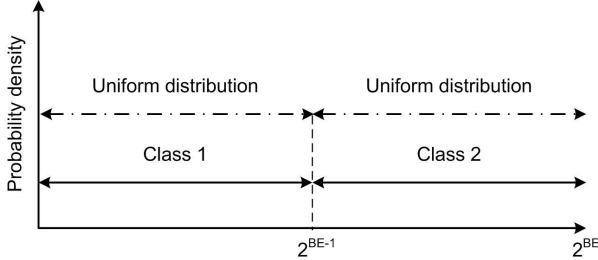 Probability density
Uniform distribution Uniform distribution
Class 1 Class 2
2^BE-1 2^BE